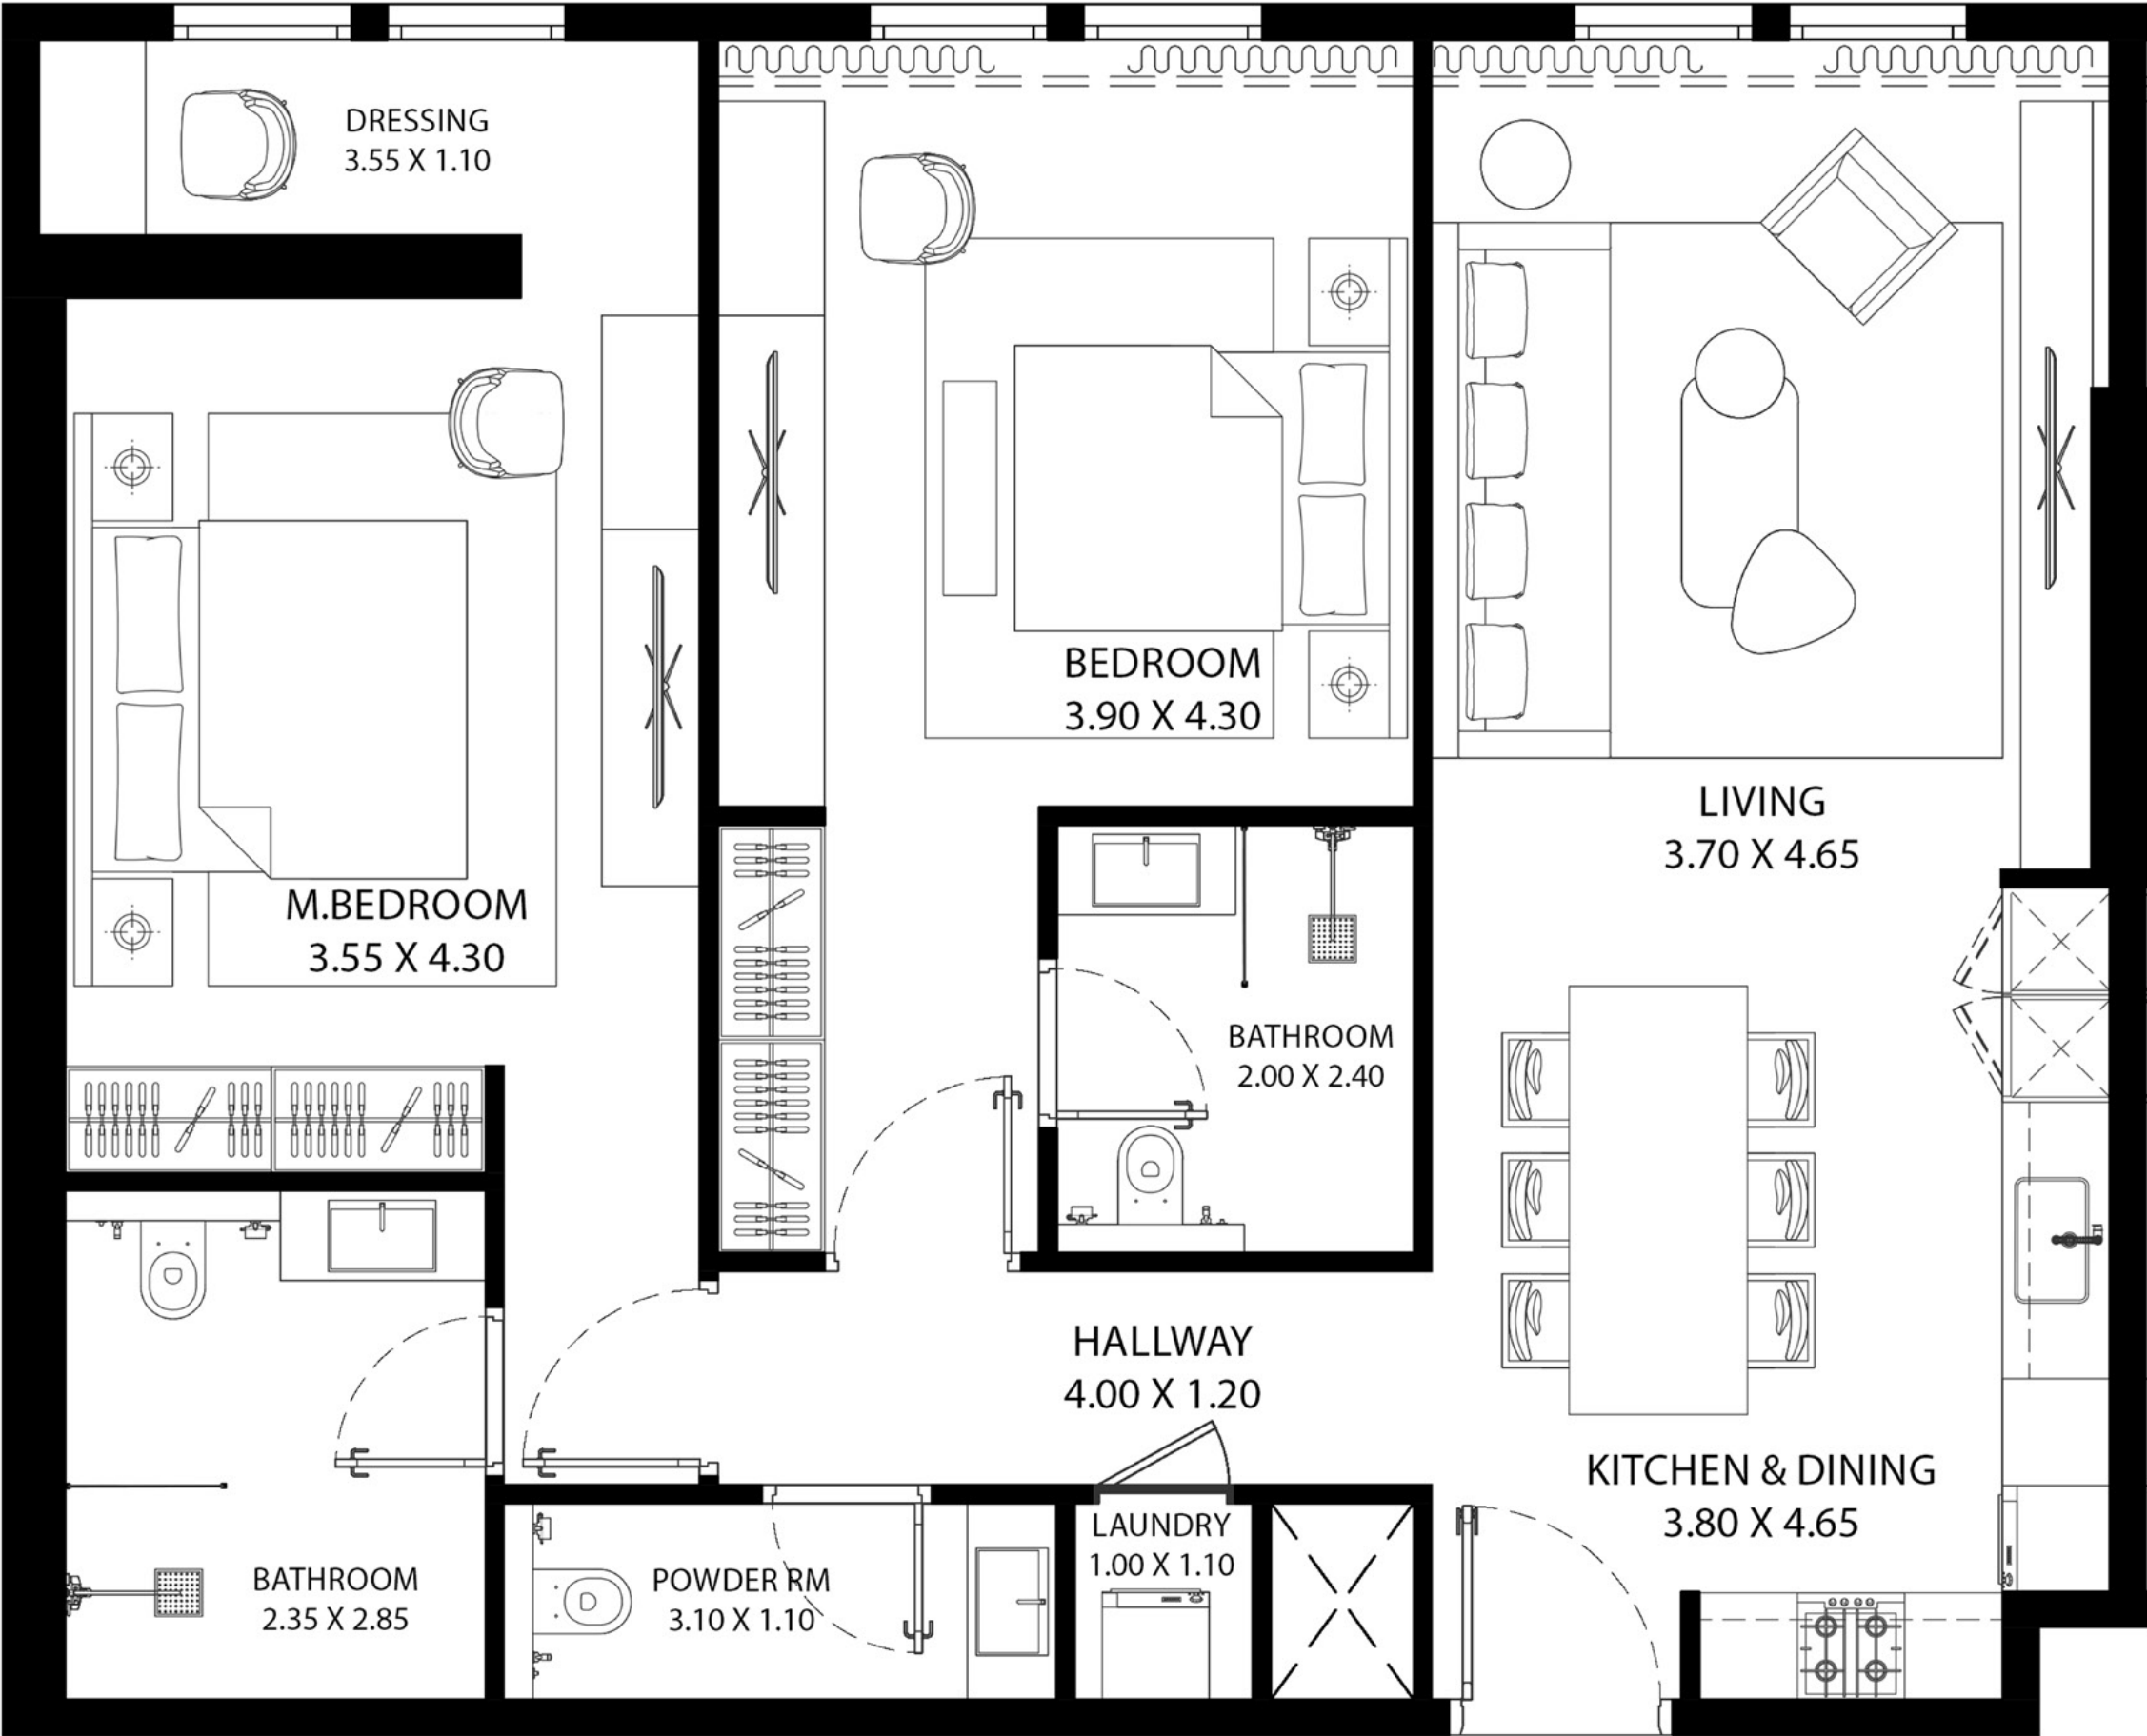 DRESSING
3.55 X 1.10
BEDROOM
3.90 X 4.30
LIVING
3.70 X 4.65
M.BEDROOM
3.55 X 4.30
BATHROOM
2.00 X 2.40
HALLWAY
4.00 X 1.20
KITCHEN & DINING
3.80 X 4.65
LAUNDRY
1.00 X 1.10
BATHROOM
2.35 X 2.85
POWDER RM
3.10 X 1.10